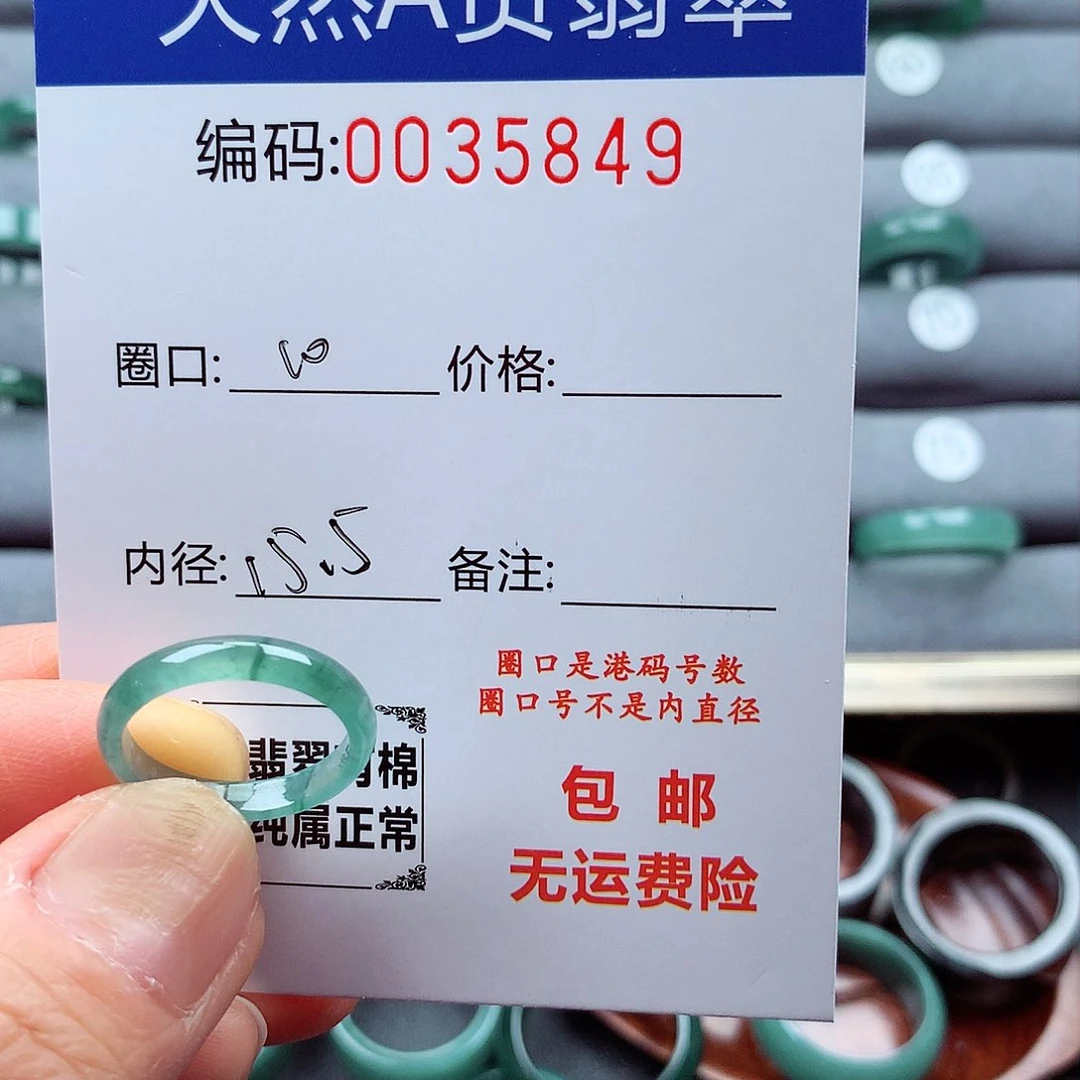 天然A货翡翠
编码:0035849
圈口: 10 价格:
内径: 15.5 备注:
圈口是港码号数
圈口号不是内直径
翡翠有棉
纯属正常
包 邮
无运费险